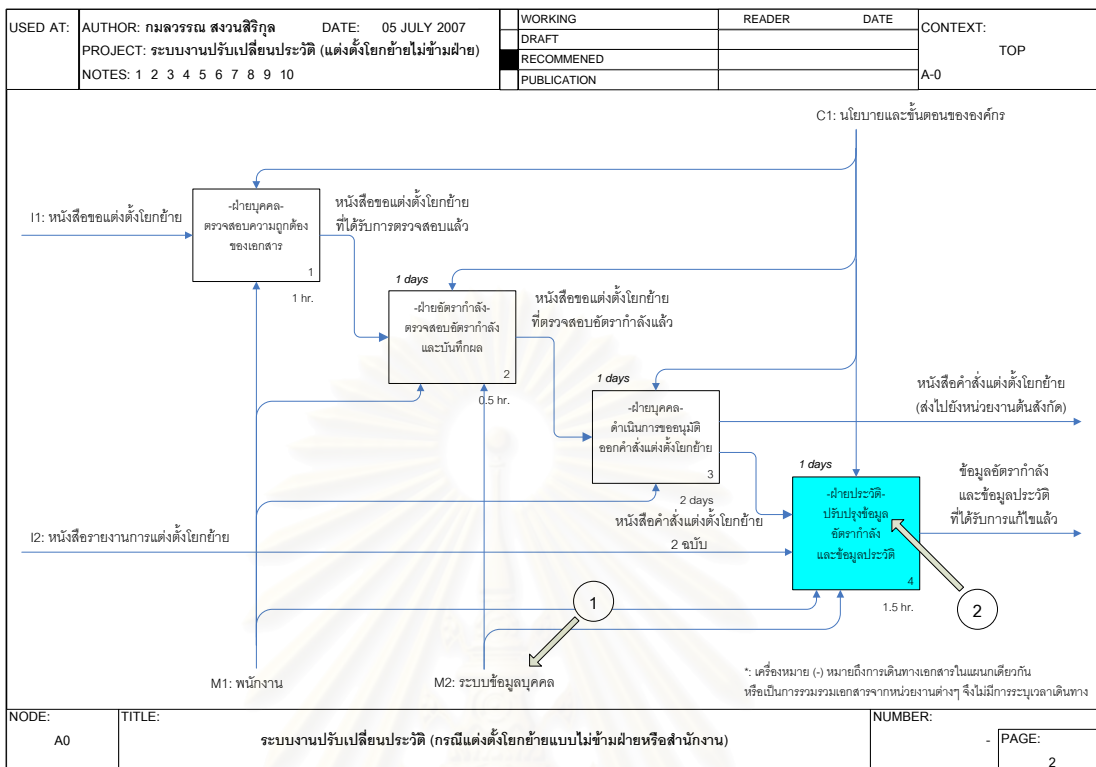 USED AT:
AUTHOR: กมลวรรณ สงวนสิริกุล DATE: 05 JULY 2007
PROJECT: ระบบงานปรับเปลี่ยนประวัติ (แต่งตั้งโยกย้ายไม่ข้ามฝ่าย)
NOTES: 1 2 3 4 5 6 7 8 9 10
WORKING
DRAFT
RECOMMENED
PUBLICATION
READER DATE
CONTEXT:
TOP
A-0
C1: นโยบายและขั้นตอนขององค์กร
I1: หนังสือขอแต่งตั้งโยกย้าย
-ฝ่ายบุคคล-
ตรวจสอบความถูกต้อง
ของเอกสาร
1
1 hr.
หนังสือขอแต่งตั้งโยกย้าย
ที่ได้รับการตรวจสอบแล้ว
1 days
-ฝ่ายอัตรากำลัง-
ตรวจสอบอัตรากำลัง
และบันทึกผล
2
0.5 hr.
หนังสือขอแต่งตั้งโยกย้าย
ที่ตรวจสอบอัตรากำลังแล้ว
1 days
-ฝ่ายบุคคล-
ดำเนินการขออนุมัติ
ออกคำสั่งแต่งตั้งโยกย้าย
3
2 days
หนังสือคำสั่งแต่งตั้งโยกย้าย
(ส่งไปยังหน่วยงานต้นสังกัด)
หนังสือคำสั่งแต่งตั้งโยกย้าย
2 ฉบับ
1 days
-ฝ่ายประวัติ-
ปรับปรุงข้อมูล
อัตรากำลัง
และข้อมูลประวัติ
4
1.5 hr.
ข้อมูลอัตรากำลัง
และข้อมูลประวัติ
ที่ได้รับการแก้ไขแล้ว
I2: หนังสือรายงานการแต่งตั้งโยกย้าย
1
2
M1: พนักงาน
M2: ระบบข้อมูลบุคคล
*: เครื่องหมาย (-) หมายถึงการเดินทางเอกสารในแผนกเดียวกัน
หรือเป็นการรวมรวมเอกสารจากหน่วยงานต่างๆ จึงไม่มีการระบุเวลาเดินทาง
NODE:
A0
TITLE:
ระบบงานปรับเปลี่ยนประวัติ (กรณีแต่งตั้งโยกย้ายแบบไม่ข้ามฝ่ายหรือสำนักงาน)
NUMBER:
-
PAGE:
2